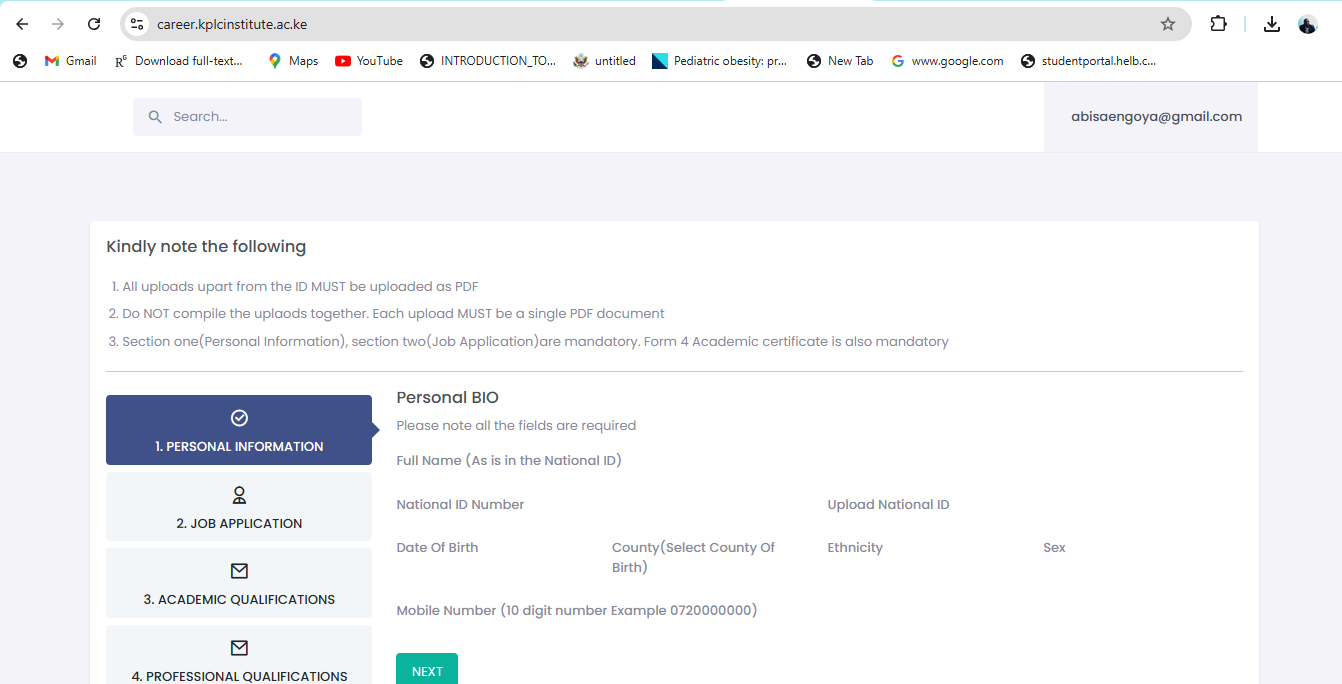 career.kplcinstitute.ac.ke
Gmail
R⁶ Download full-text...
Maps
YouTube
INTRODUCTION_TO...
untitled
Pediatric obesity: pr...
New Tab
www.google.com
studentportal.helb.c...
Search...
abisaengoya@gmail.com
Kindly note the following
1. All uploads upart from the ID MUST be uploaded as PDF
2. Do NOT compile the uplaods together. Each upload MUST be a single PDF document
3. Section one(Personal Information), section two(Job Application)are mandatory. Form 4 Academic certificate is also mandatory
1. PERSONAL INFORMATION
2. JOB APPLICATION
3. ACADEMIC QUALIFICATIONS
4. PROFESSIONAL QUALIFICATIONS
Personal BIO
Please note all the fields are required
Full Name (As is in the National ID)
National ID Number
Upload National ID
Date Of Birth
County(Select County Of
Birth)
Ethnicity
Sex
Mobile Number (10 digit number Example 0720000000)
NEXT